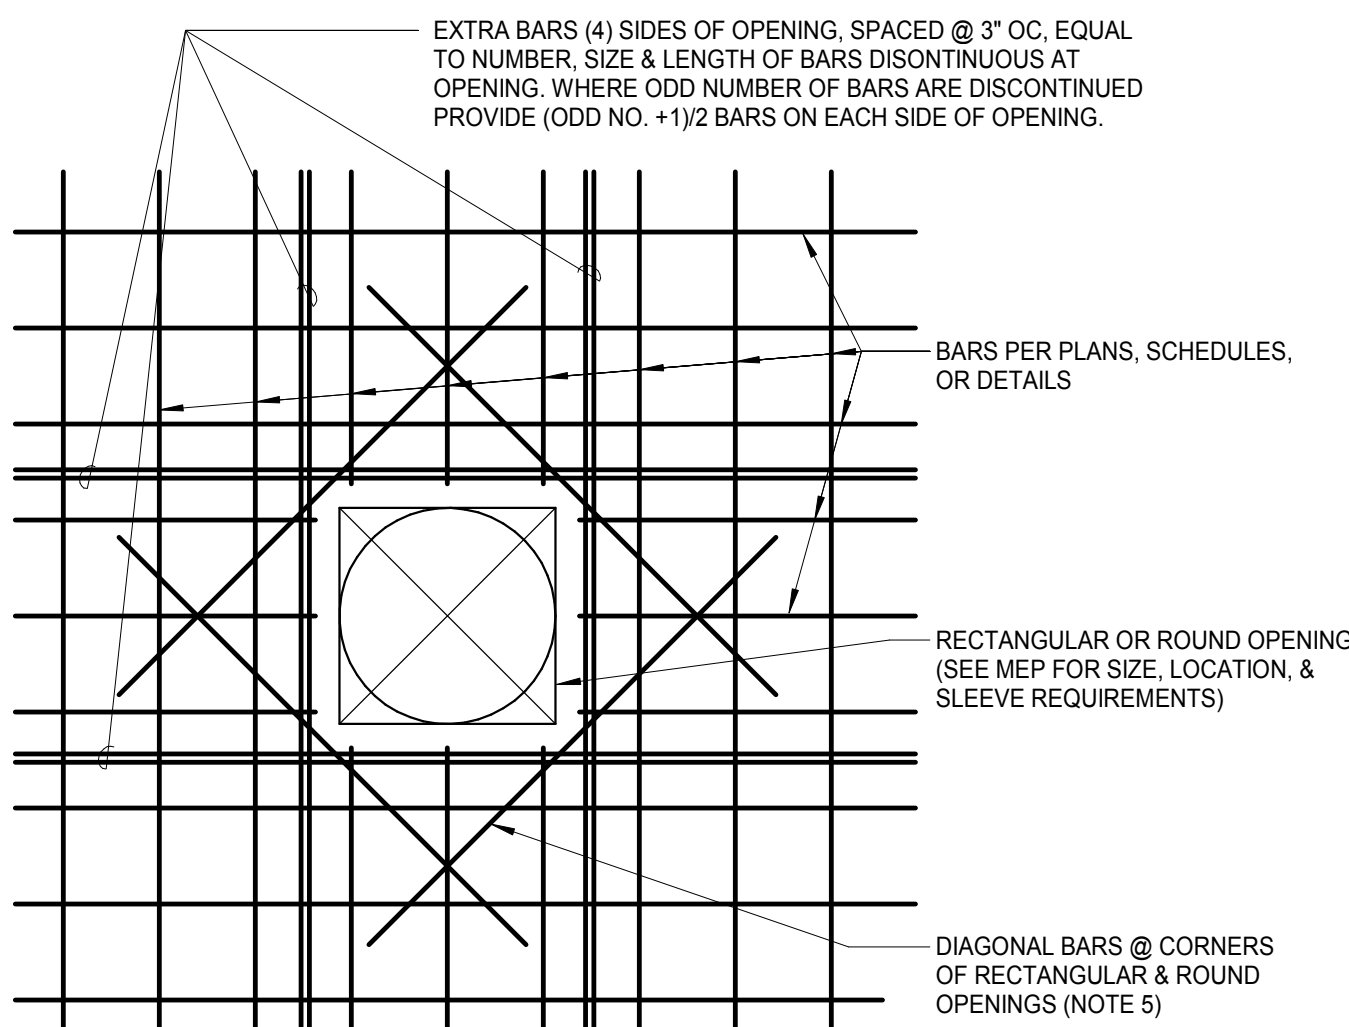 EXTRA BARS (4) SIDES OF OPENING, SPACED @ 3" OC, EQUAL
TO NUMBER, SIZE & LENGTH OF BARS DISONTINUOUS AT
OPENING. WHERE ODD NUMBER OF BARS ARE DISCONTINUED
PROVIDE (ODD NO. +1)/2 BARS ON EACH SIDE OF OPENING.
BARS PER PLANS, SCHEDULES,
OR DETAILS
RECTANGULAR OR ROUND OPENING
(SEE MEP FOR SIZE, LOCATION, &
SLEEVE REQUIREMENTS)
DIAGONAL BARS @ CORNERS
OF RECTANGULAR & ROUND
OPENINGS (NOTE 5)